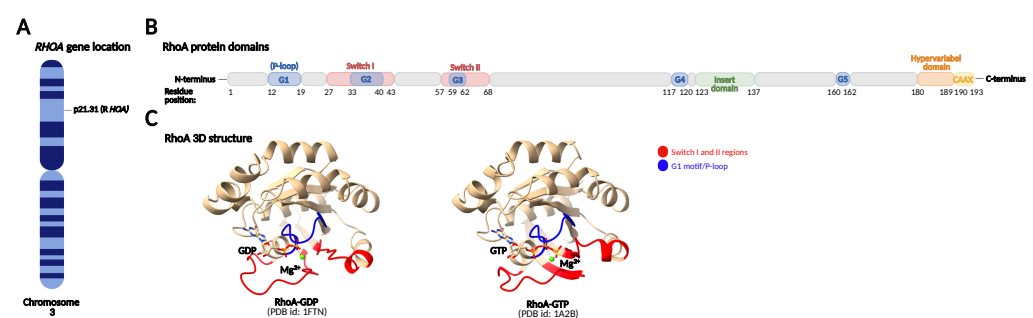 A
RHOA gene location
p21.31 (R HOA)
Chromosome
3
B
RhoA protein domains
(P-loop)
Switch I
Switch II
Hypervariabel
domain
N-terminus
G1
G2
G3
G4
Insert
domain
G5
CAAX
C-terminus
Residue
position:
1 12 19 27 33 40 43 57 59 62 68 117 120 123 137 160 162 180 189 190 193
C
RhoA 3D structure
Switch I and II regions
G1 motif/P-loop
GDP
Mg2+
RhoA-GDP
(PDB id: 1FTN)
GTP
Mg2+
RhoA-GTP
(PDB id: 1A2B)